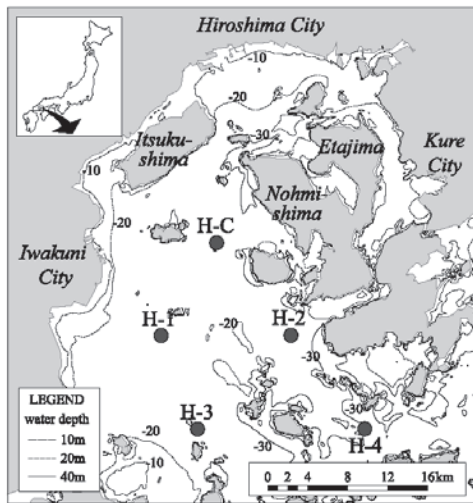 Hiroshima City
-10
-20
-30
Itsuku-
shima
Etajima
Kure
City
-10
Nohmi-
shima
-20
H-C
Iwakuni
City
H-1
-20
H-2
-30
LEGEND
water depth
10m
20m
40m
-20
H-3
-30
-30
H-4
-10
0 2 4 8 12 16km